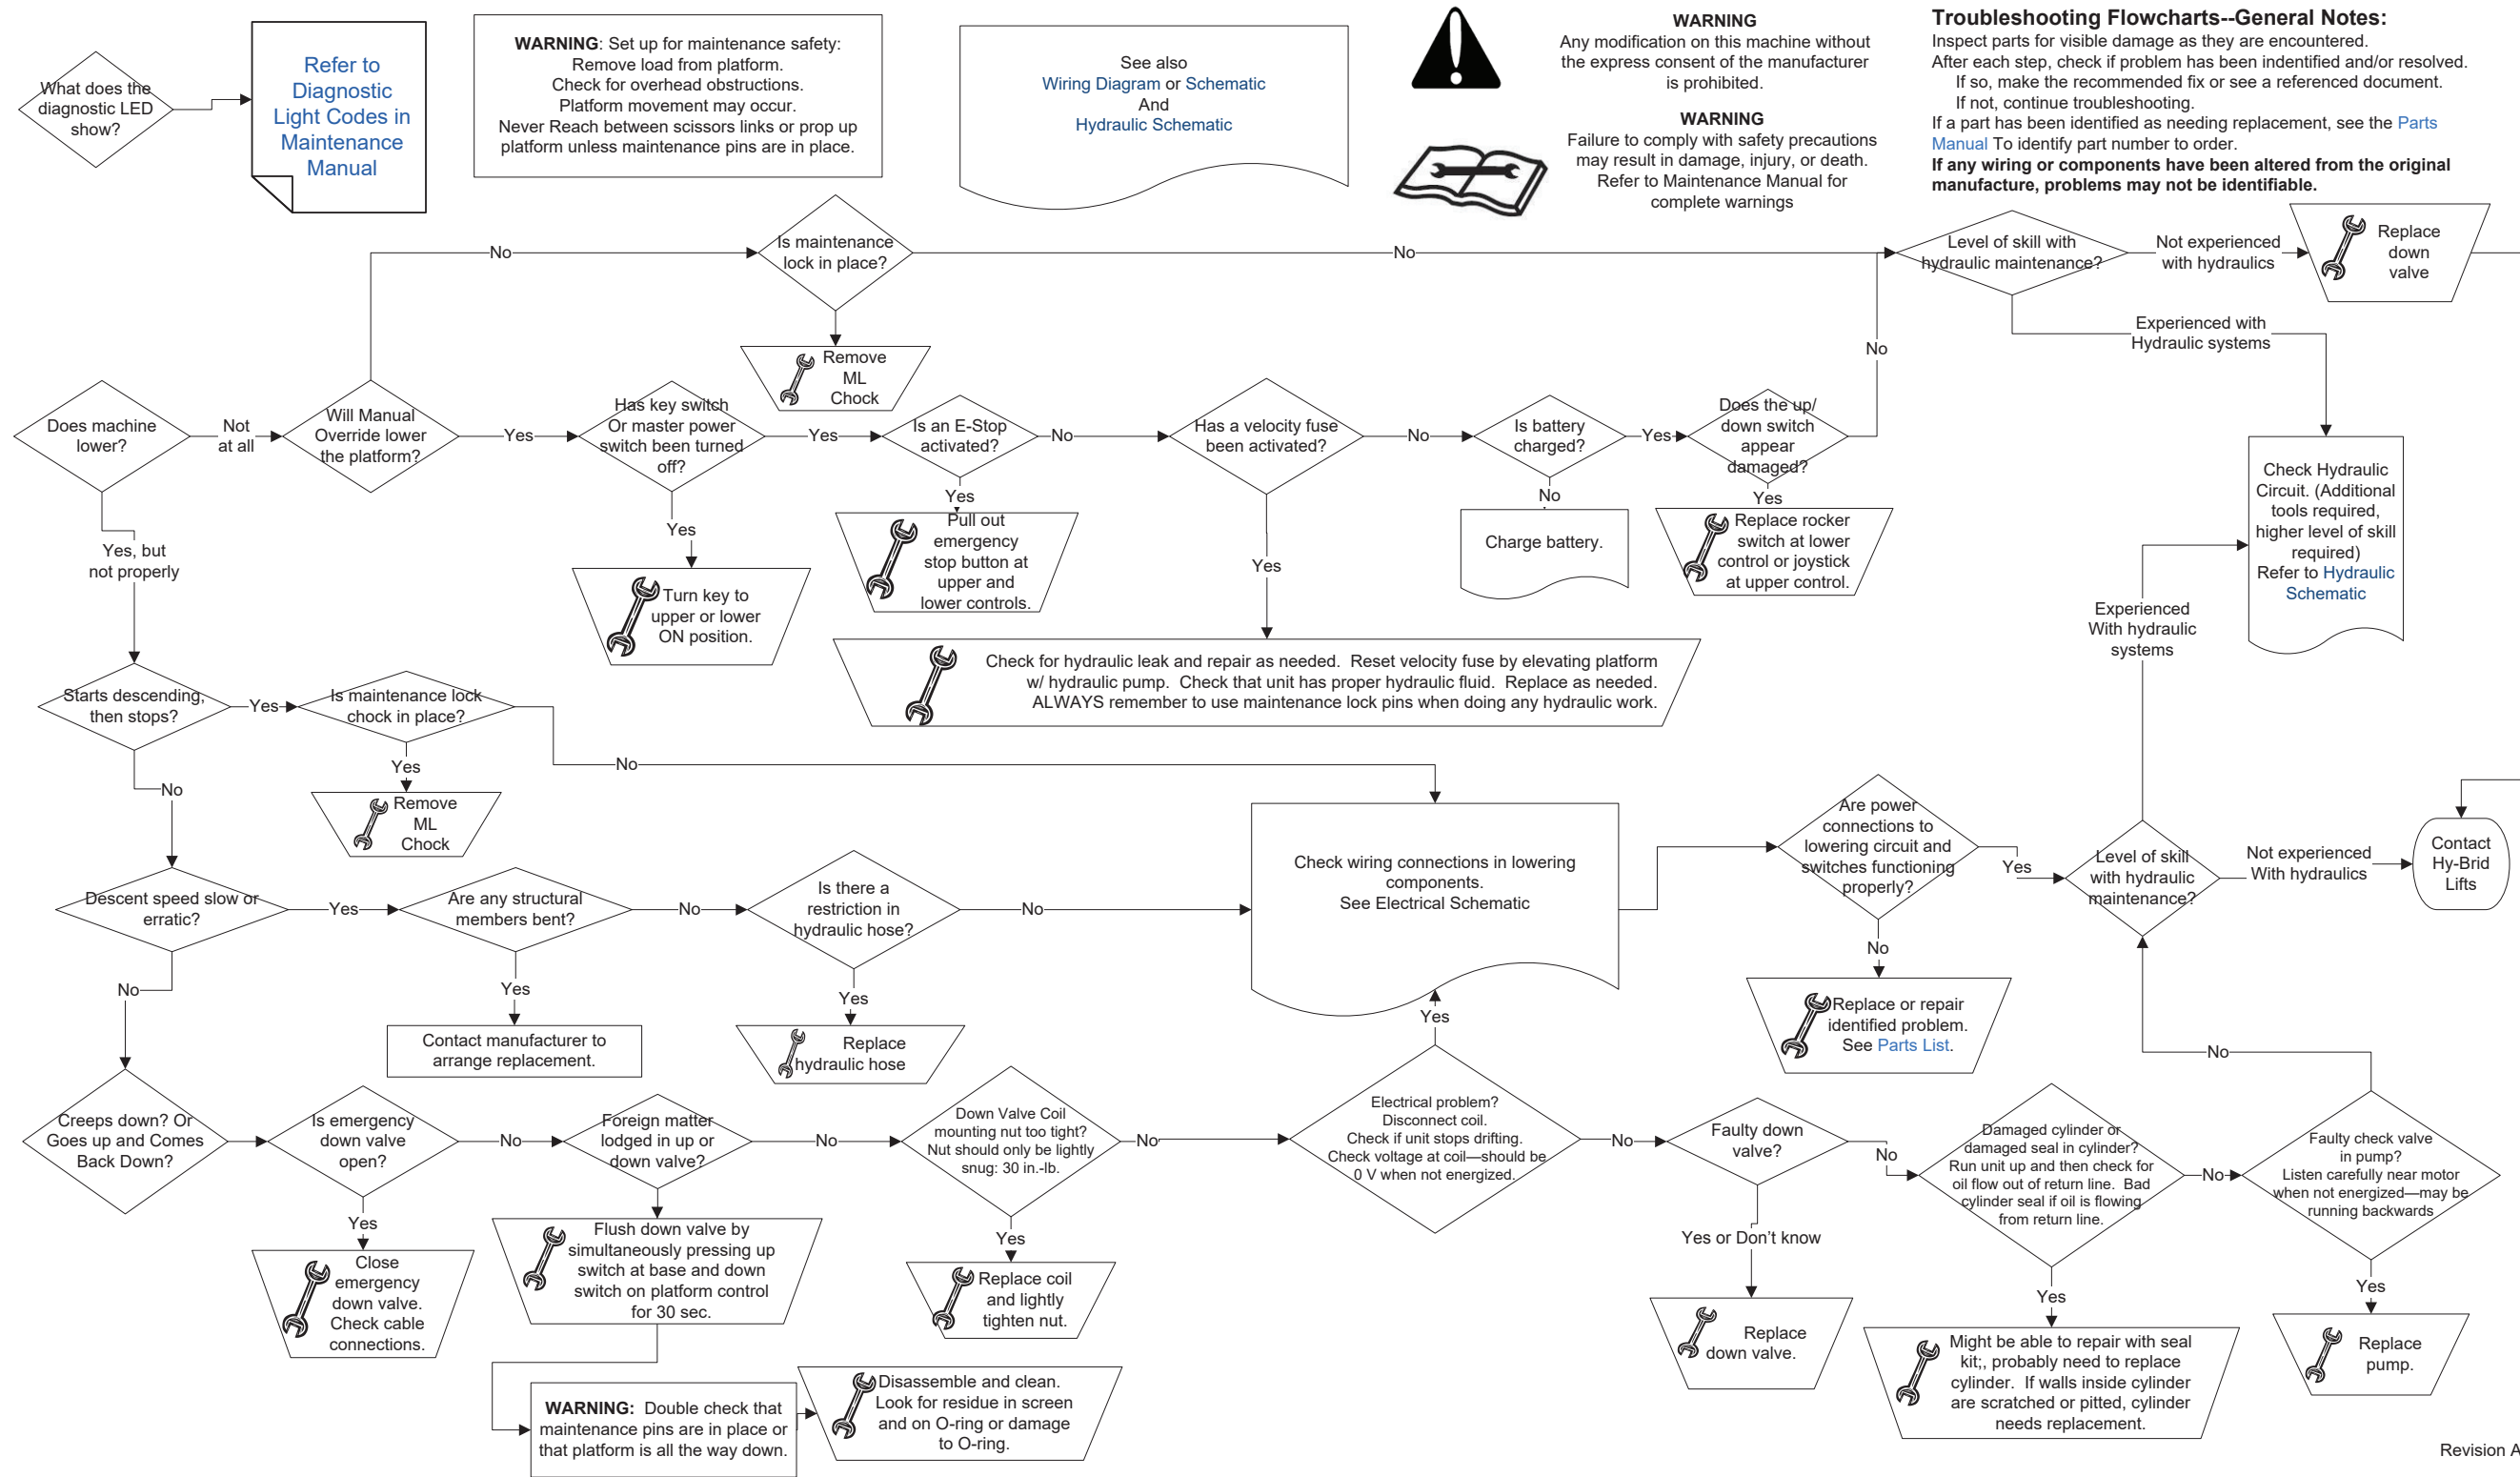 What does the
diagnostic LED
show?
Refer to
Diagnostic
Light Codes in
Maintenance
Manual
WARNING: Set up for maintenance safety:
Remove load from platform.
Check for overhead obstructions.
Platform movement may occur.
Never Reach between scissors links or prop up
platform unless maintenance pins are in place.
See also
Wiring Diagram or Schematic
And
Hydraulic Schematic
WARNING
Any modification on this machine without
the express consent of the manufacturer
is prohibited.
WARNING
Failure to comply with safety precautions
may result in damage, injury, or death.
Refer to Maintenance Manual for
complete warnings
Troubleshooting Flowcharts--General Notes:
Inspect parts for visible damage as they are encountered.
After each step, check if problem has been indentified and/or resolved.
If so, make the recommended fix or see a referenced document.
If not, continue troubleshooting.
If a part has been identified as needing replacement, see the Parts
Manual To identify part number to order.
If any wiring or components have been altered from the original
manufacture, problems may not be identifiable.
No
Is maintenance
lock in place?
No
Level of skill with
hydraulic maintenance?
Not experienced
with hydraulics
Replace
down
valve
Experienced with
Hydraulic systems
Remove
ML
Chock
No
Does machine
lower?
Not
at all
Will Manual
Override lower
the platform?
Yes
Has key switch
Or master power
switch been turned
off?
Yes
Is an E-Stop
activated?
No
Has a velocity fuse
been activated?
No
Is battery
charged?
Yes
Does the up/
down switch
appear
damaged?
Yes
Turn key to
upper or lower
ON position.
Yes
Pull out
emergency
stop button at
upper and
lower controls.
Yes
No
Charge battery.
Yes
Replace rocker
switch at lower
control or joystick
at upper control.
Check Hydraulic
Circuit. (Additional
tools required,
higher level of skill
required)
Refer to Hydraulic
Schematic
Yes, but
not properly
Check for hydraulic leak and repair as needed. Reset velocity fuse by elevating platform
w/ hydraulic pump. Check that unit has proper hydraulic fluid. Replace as needed.
ALWAYS remember to use maintenance lock pins when doing any hydraulic work.
Experienced
With hydraulic
systems
Starts descending,
then stops?
Yes
Is maintenance lock
chock in place?
No
Yes
Remove
ML
Chock
No
Check wiring connections in lowering
components.
See Electrical Schematic
Are power
connections to
lowering circuit and
switches functioning
properly?
Yes
Level of skill
with hydraulic
maintenance?
Not experienced
With hydraulics
Contact
Hy-Brid
Lifts
No
Replace or repair
identified problem.
See Parts List.
Descent speed slow or
erratic?
Yes
Are any structural
members bent?
No
Is there a
restriction in
hydraulic hose?
No
Yes
Contact manufacturer to
arrange replacement.
Yes
Replace
hydraulic hose
No
Yes
No
Creeps down? Or
Goes up and Comes
Back Down?
Is emergency
down valve
open?
No
Foreign matter
lodged in up or
down valve?
No
Down Valve Coil
mounting nut too tight?
Nut should only be lightly
snug: 30 in.-lb.
No
Electrical problem?
Disconnect coil.
Check if unit stops drifting.
Check voltage at coil—should be
0 V when not energized.
No
Faulty down
valve?
No
Damaged cylinder or
damaged seal in cylinder?
Run unit up and then check for
oil flow out of return line. Bad
cylinder seal if oil is flowing
from return line.
No
Faulty check valve
in pump?
Listen carefully near motor
when not energized—may be
running backwards
Yes
Close
emergency
down valve.
Check cable
connections.
Flush down valve by
simultaneously pressing up
switch at base and down
switch on platform control
for 30 sec.
Yes
Replace coil
and lightly
tighten nut.
Yes or Don't know
Replace
down valve.
Yes
Might be able to repair with seal
kit;, probably need to replace
cylinder. If walls inside cylinder
are scratched or pitted, cylinder
needs replacement.
Yes
Replace
pump.
WARNING: Double check that
maintenance pins are in place or
that platform is all the way down.
Disassemble and clean.
Look for residue in screen
and on O-ring or damage
to O-ring.
Revision A